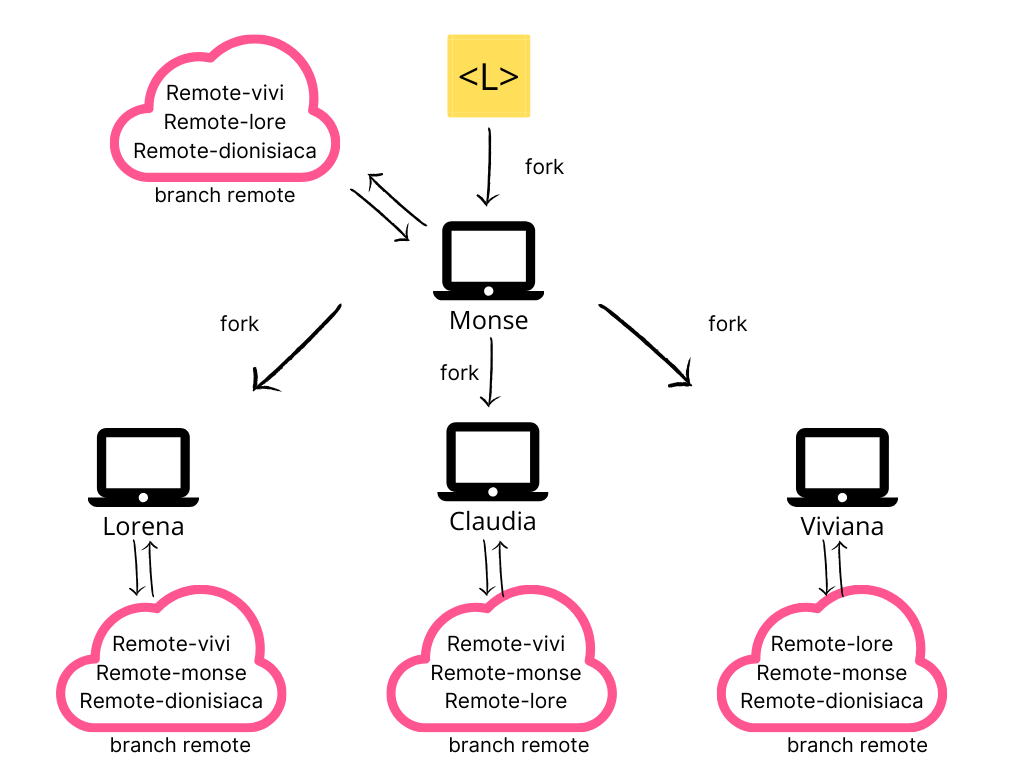 <L>
Remote-vivi
Remote-lore
Remote-dionisiaca
branch remote
fork
Monse
fork
fork
fork
Lorena
Claudia
Viviana
Remote-vivi
Remote-monse
Remote-dionisiaca
branch remote
Remote-vivi
Remote-monse
Remote-lore
branch remote
Remote-lore
Remote-monse
Remote-dionisiaca
branch remote